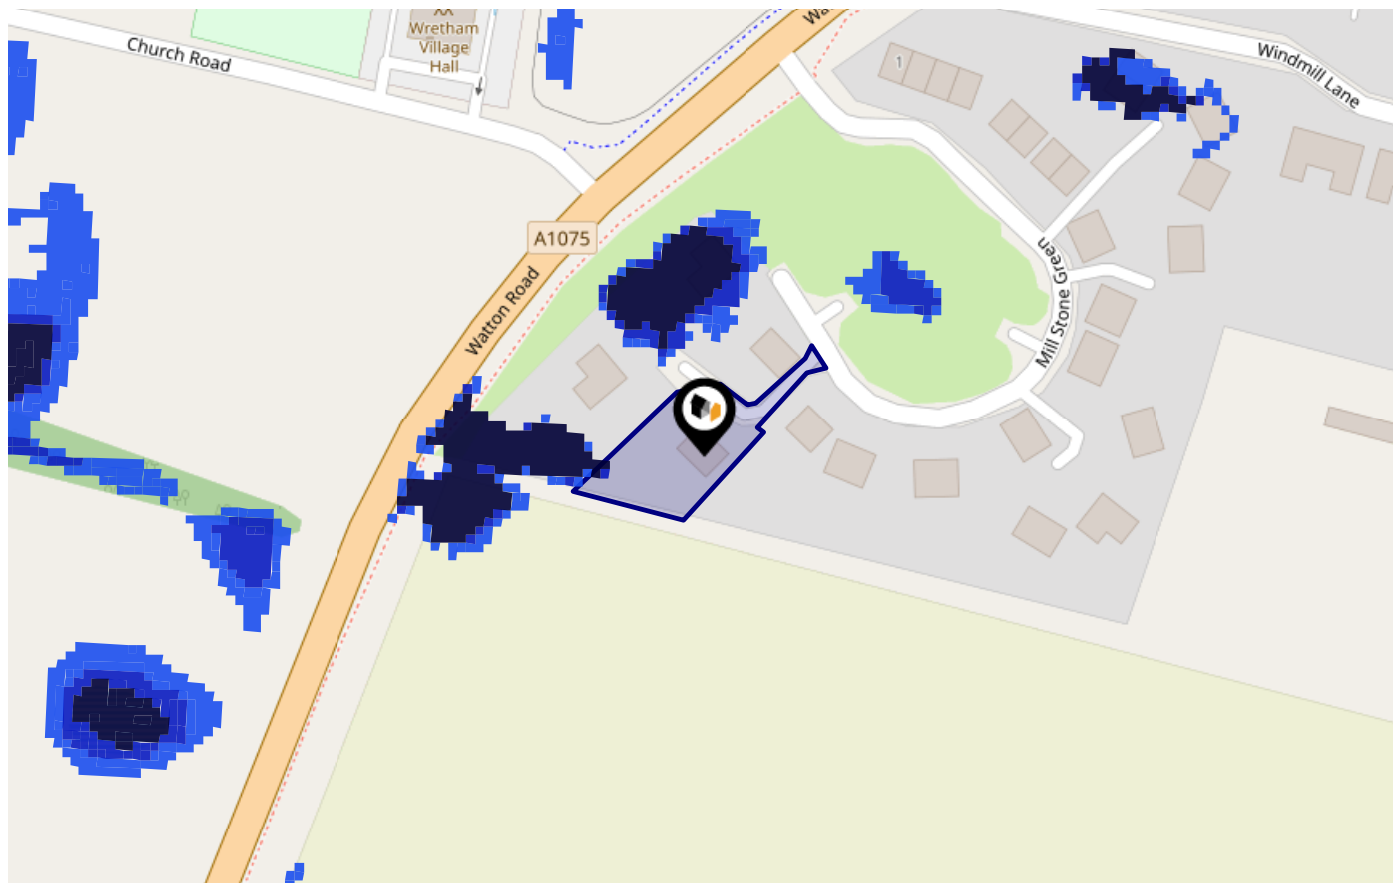 Wretham
Village
Hall
Church Road
Windmill Lane
1
A1075
Watton Road
Mill Stone Green